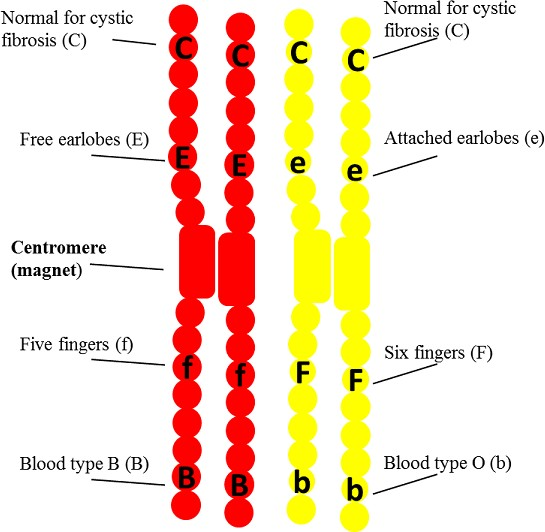 Normal for cystic
fibrosis (C)
Normal for cystic
fibrosis (C)
C C C C
Free earlobes (E)
E E e e
Attached earlobes (e)
Centromere
(magnet)
Five fingers (f)
f f F F
Six fingers (F)
Blood type B (B)
B B b b
Blood type O (b)